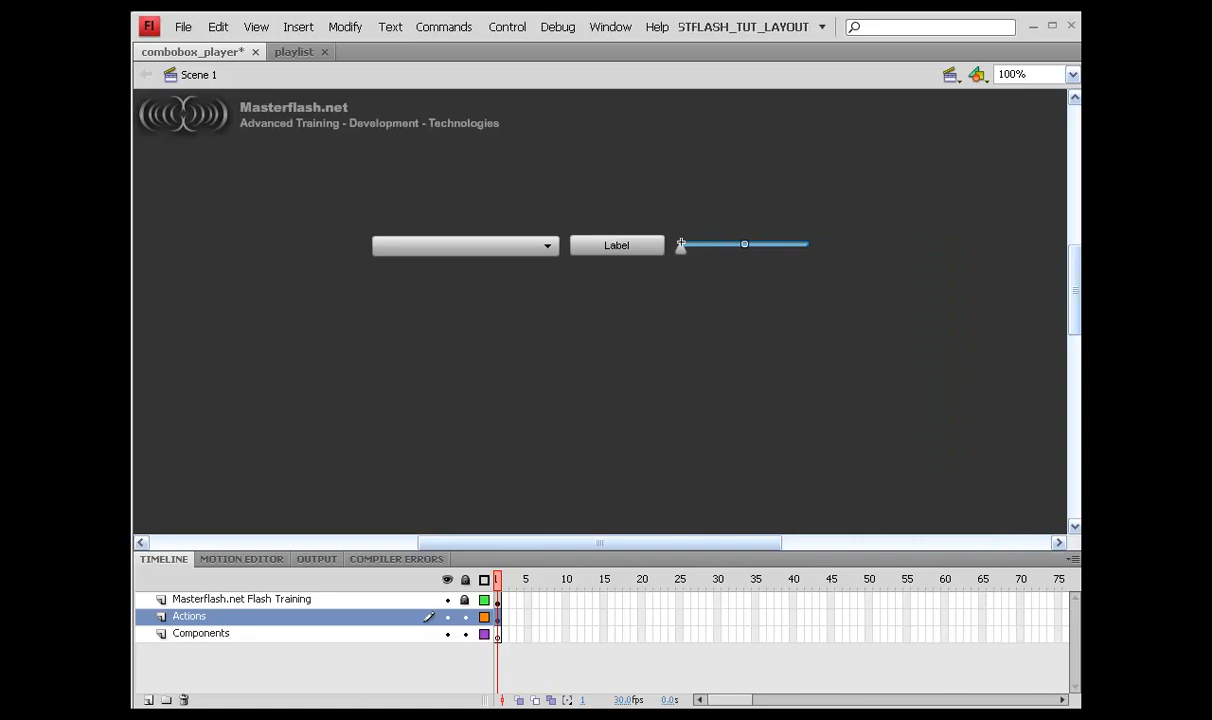 Fl File Edit View Insert Modify Text Commands Control Debug Window Help STFLASH_TUT_LAYOUT
combobox_player* playlist
Scene 1 100%
Masterflash.net
Advanced Training - Development - Technologies
Label
TIMELINE MOTION EDITOR OUTPUT COMPILER ERRORS
1 5 10 15 20 25 30 35 40 45 50 55 60 65 70 75
Masterflash.net Flash Training
Actions
Components
1 30.0fps 0.0s